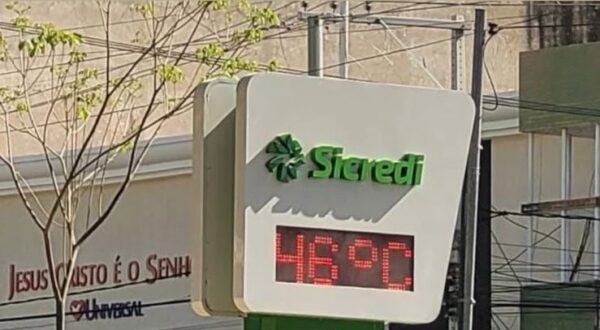 Sicredi
46°C
JESUS CRISTO É O SENH
UNIVERSAL